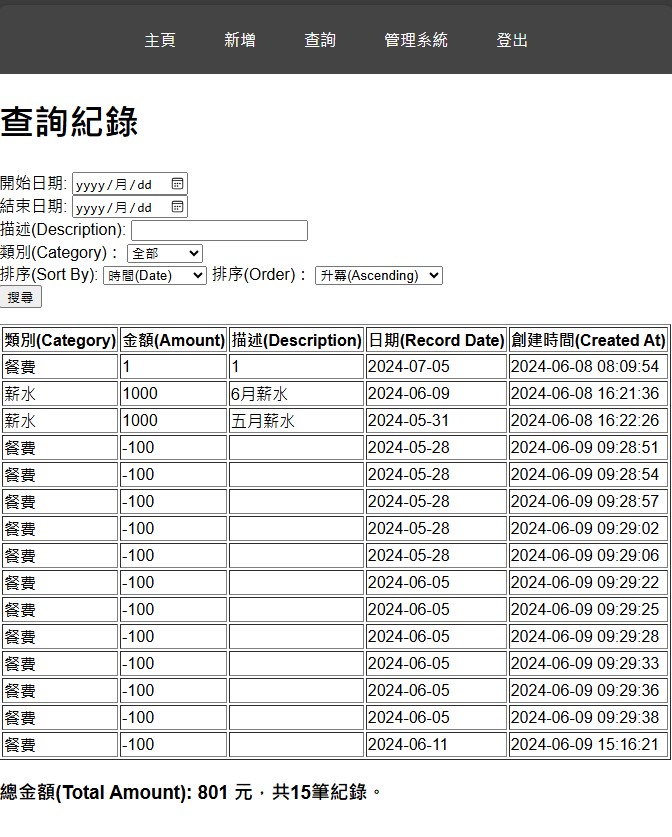 主頁 新增 查詢 管理系統 登出
查詢紀錄
開始日期: yyyy/月/dd
結束日期: yyyy/月/dd
描述(Description):
類別(Category)： 全部
排序(Sort By): 時間(Date) 排序(Order)： 升冪(Ascending)
搜尋
類別(Category) 金額(Amount) 描述(Description) 日期(Record Date) 創建時間(Created At)
餐費 1 1 2024-07-05 2024-06-08 08:09:54
薪水 1000 6月薪水 2024-06-09 2024-06-08 16:21:36
薪水 1000 五月薪水 2024-05-31 2024-06-08 16:22:26
餐費 -100 2024-05-28 2024-06-09 09:28:51
餐費 -100 2024-05-28 2024-06-09 09:28:54
餐費 -100 2024-05-28 2024-06-09 09:28:57
餐費 -100 2024-05-28 2024-06-09 09:29:02
餐費 -100 2024-05-28 2024-06-09 09:29:06
餐費 -100 2024-06-05 2024-06-09 09:29:22
餐費 -100 2024-06-05 2024-06-09 09:29:25
餐費 -100 2024-06-05 2024-06-09 09:29:28
餐費 -100 2024-06-05 2024-06-09 09:29:33
餐費 -100 2024-06-05 2024-06-09 09:29:36
餐費 -100 2024-06-05 2024-06-09 09:29:38
餐費 -100 2024-06-11 2024-06-09 15:16:21
總金額(Total Amount): 801 元，共15筆紀錄。